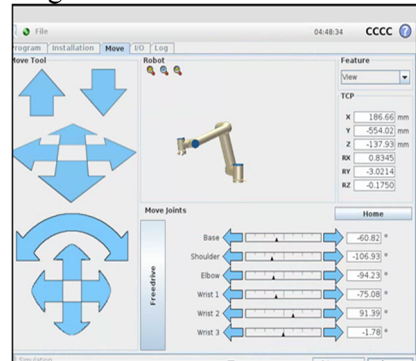 File 04:48:34 CCCC ?
Program Installation Move I/O Log
Move Tool
Robot
Feature
View
TCP
X 186.66 mm
Y -554.02 mm
Z -137.93 mm
RX 0.8345
RY -3.0214
RZ -0.1750
Move Joints
Home
Freedrive
Base -60.82 °
Shoulder -106.93 °
Elbow -94.23 °
Wrist 1 -75.08 °
Wrist 2 91.39 °
Wrist 3 -1.78 °
Simulation